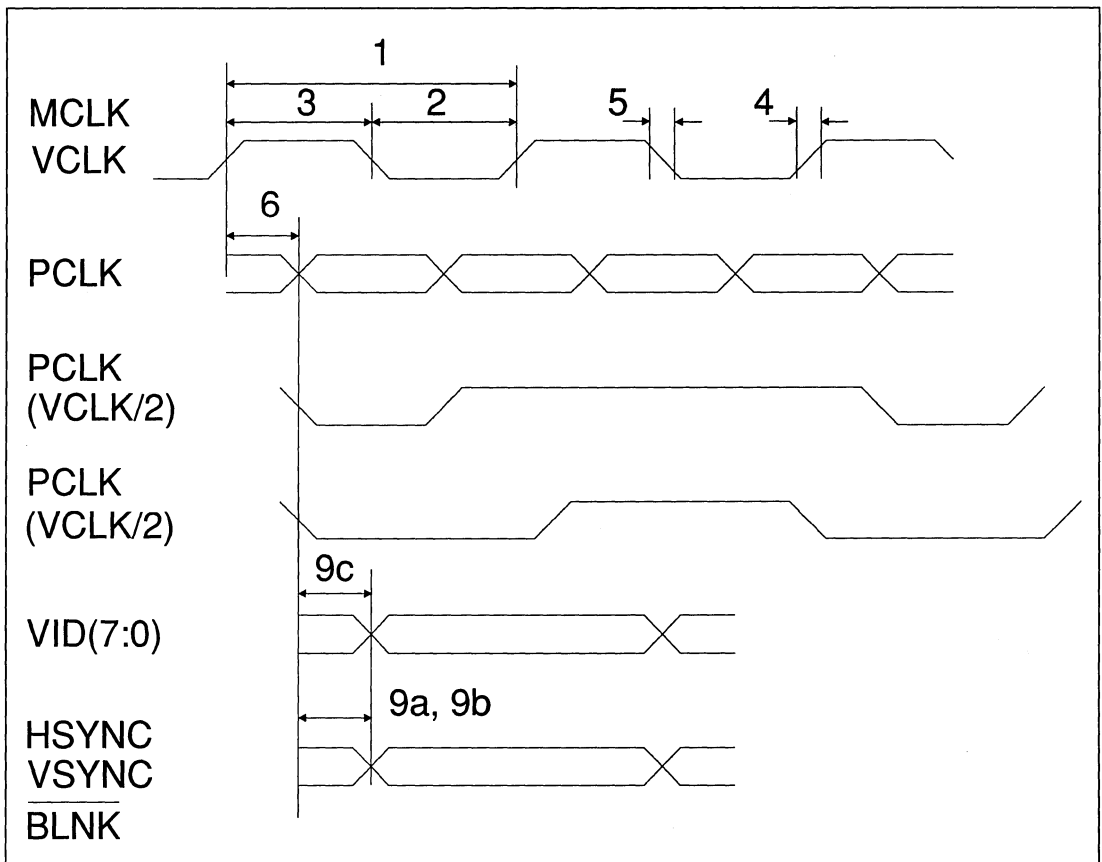 1
3
2
5
4
MCLK
VCLK
6
PCLK
PCLK
(VCLK/2)
PCLK
(VCLK/2)
9c
VID(7:0)
9a, 9b
HSYNC
VSYNC
BLNK